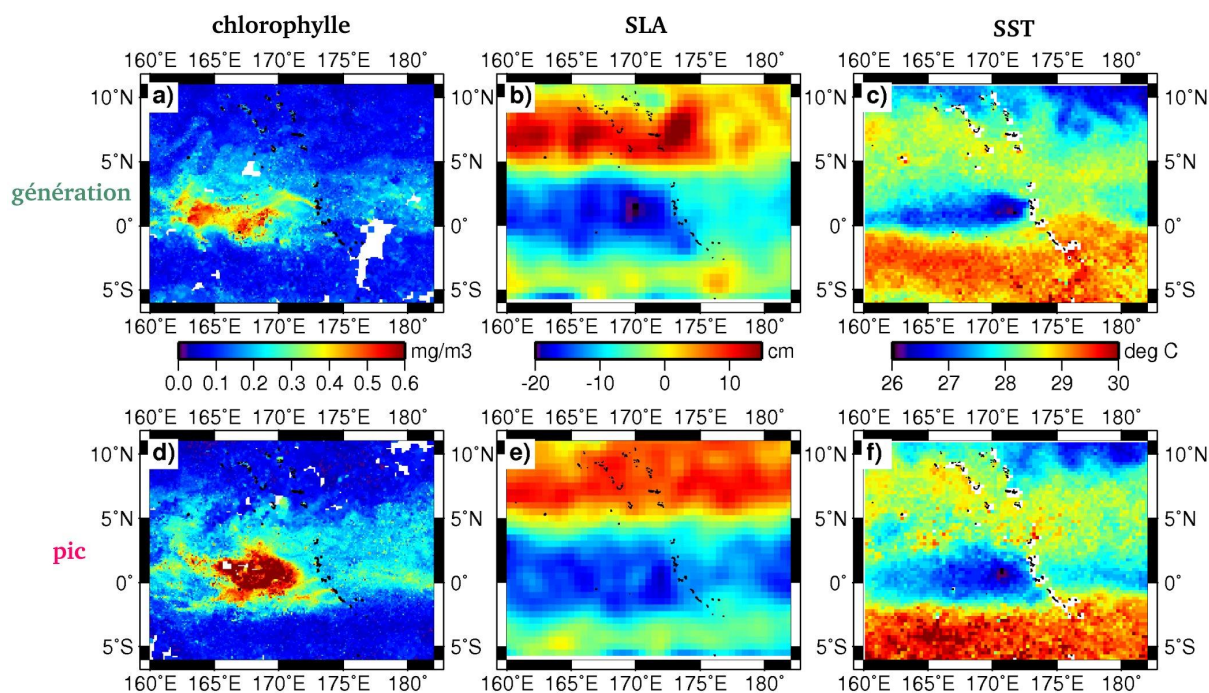 chlorophylle SLA SST
160˚E 165˚E 170˚E 175˚E 180˚ 160˚E 165˚E 170˚E 175˚E 180˚ 160˚E 165˚E 170˚E 175˚E 180˚
10˚N a) b) 10˚N c) 10˚N
5˚N 5˚N 5˚N
génération
0˚ 0˚ 0˚
5˚S 5˚S 5˚S
160˚E 165˚E 170˚E 175˚E 180˚ 160˚E 165˚E 170˚E 175˚E 180˚ 160˚E 165˚E 170˚E 175˚E 180˚
mg/m3 cm deg C
0.0 0.1 0.2 0.3 0.4 0.5 0.6 -20 -10 0 10 26 27 28 29 30
160˚E 165˚E 170˚E 175˚E 180˚ 160˚E 165˚E 170˚E 175˚E 180˚ 160˚E 165˚E 170˚E 175˚E 180˚
10˚N d) e) 10˚N f) 10˚N
5˚N 5˚N 5˚N
pic
0˚ 0˚ 0˚
5˚S 5˚S 5˚S
160˚E 165˚E 170˚E 175˚E 180˚ 160˚E 165˚E 170˚E 175˚E 180˚ 160˚E 165˚E 170˚E 175˚E 180˚